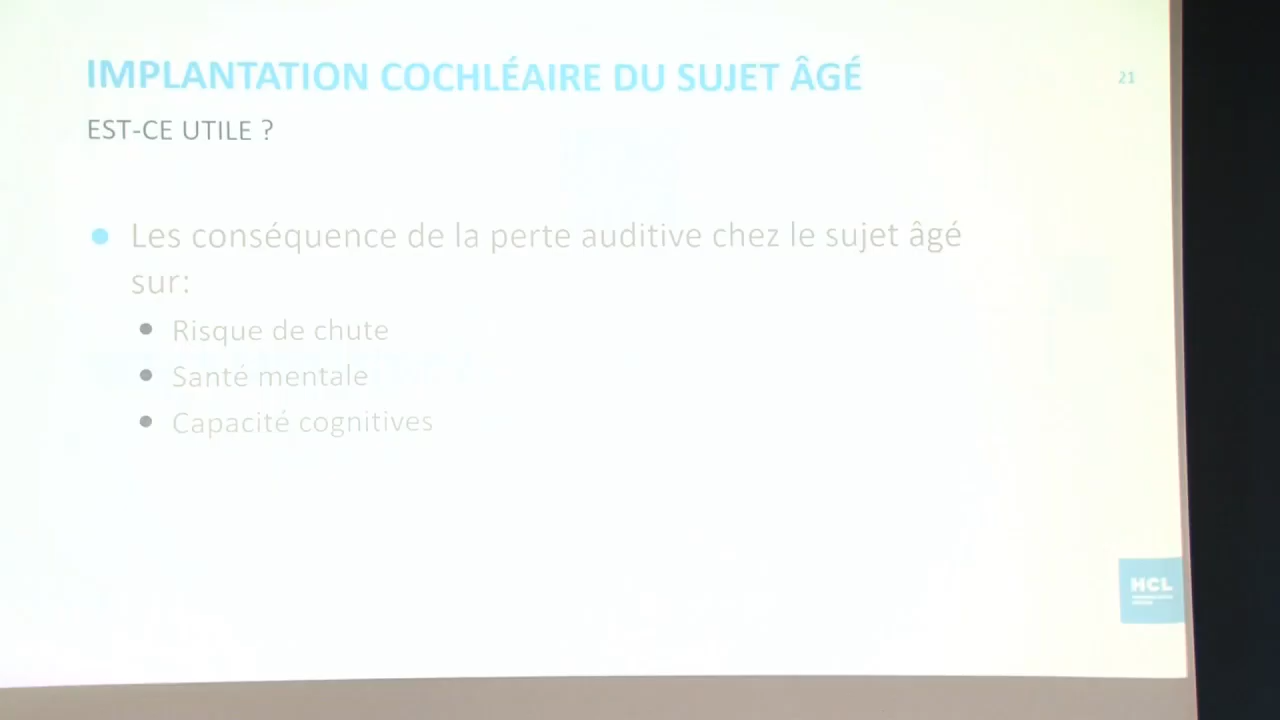 IMPLANTATION COCHLÉAIRE DU SUJET ÂGÉ
21
EST-CE UTILE ?
Les conséquence de la perte auditive chez le sujet âgé
sur:
Risque de chute
Santé mentale
Capacité cognitives
HCL